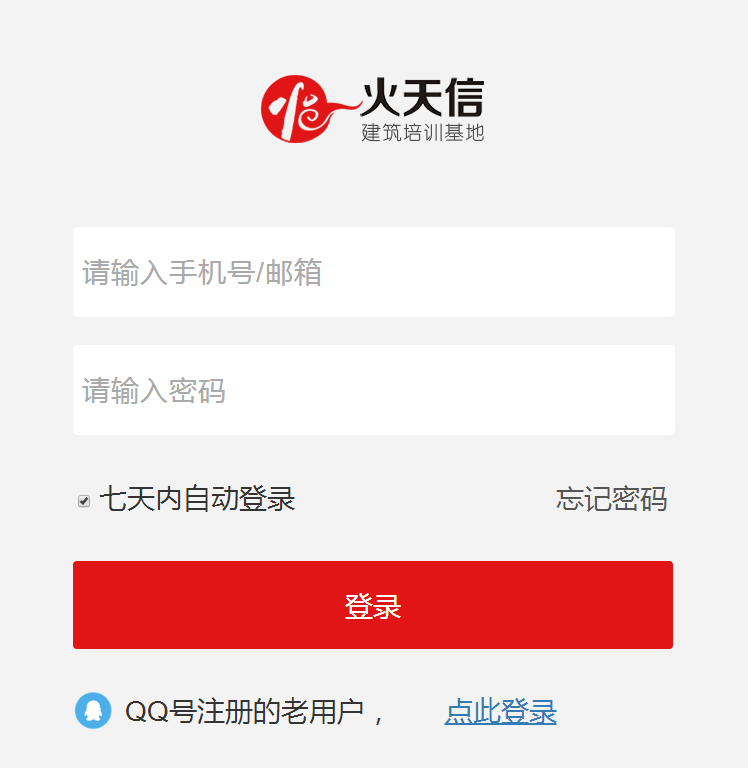 火天信
建筑培训基地
请输入手机号/邮箱
请输入密码
七天内自动登录 忘记密码
登录
QQ号注册的老用户， 点此登录